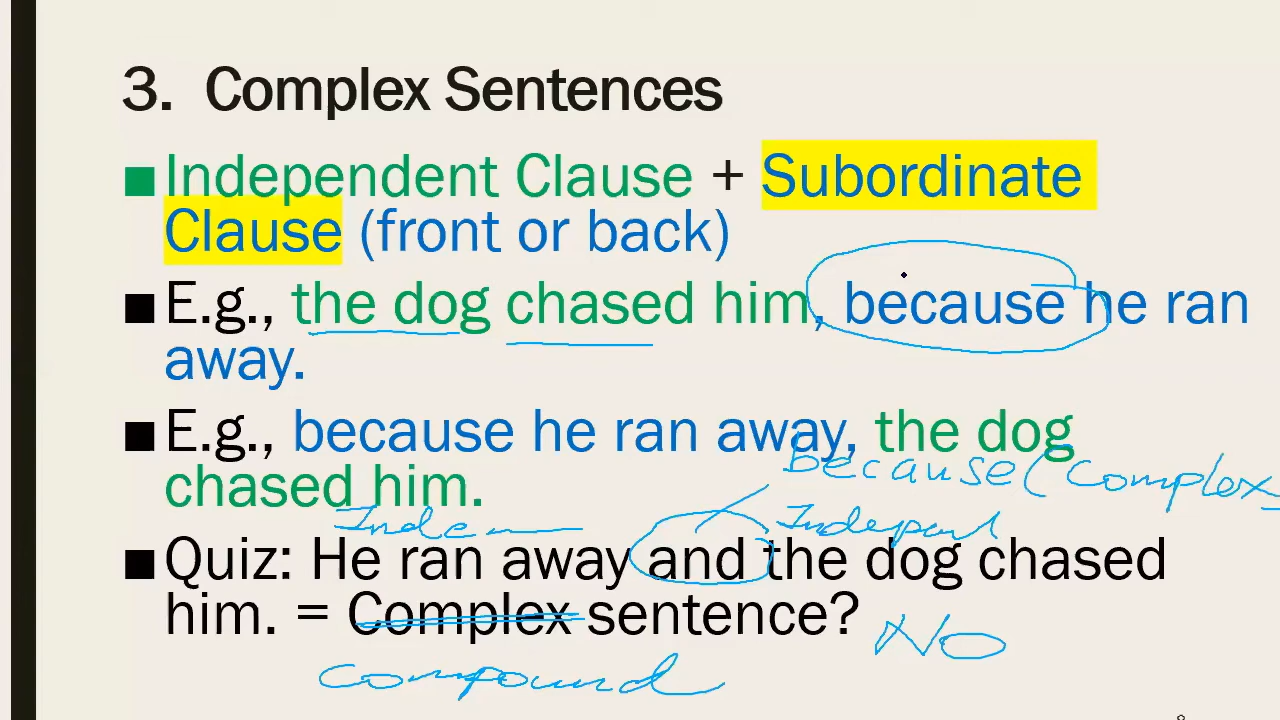 3. Complex Sentences
■Independent Clause + Subordinate
Clause (front or back)
■E.g., the dog chased him, because he ran
away.
■E.g., because he ran away, the dog
because (Complex
chased him.
Independ
■Quiz: He ran away and the dog chased
him. = Complex sentence?
NO
compound